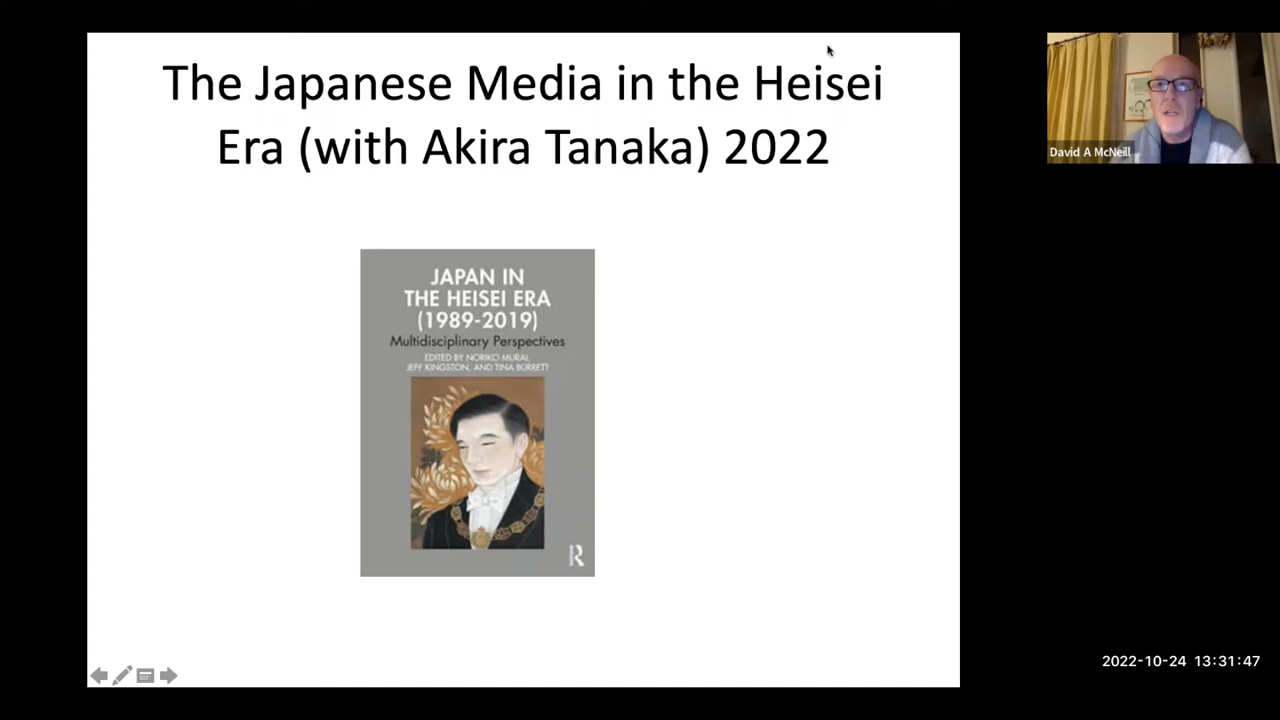 The Japanese Media in the Heisei
Era (with Akira Tanaka) 2022
JAPAN IN
THE HEISEI ERA
(1989-2019)
Multidisciplinary Perspectives
EDITED BY NORIKO MURAI,
JEFF KINGSTON, AND TINA BURRETT
R
David A McNeill
2022-10-24 13:31:47